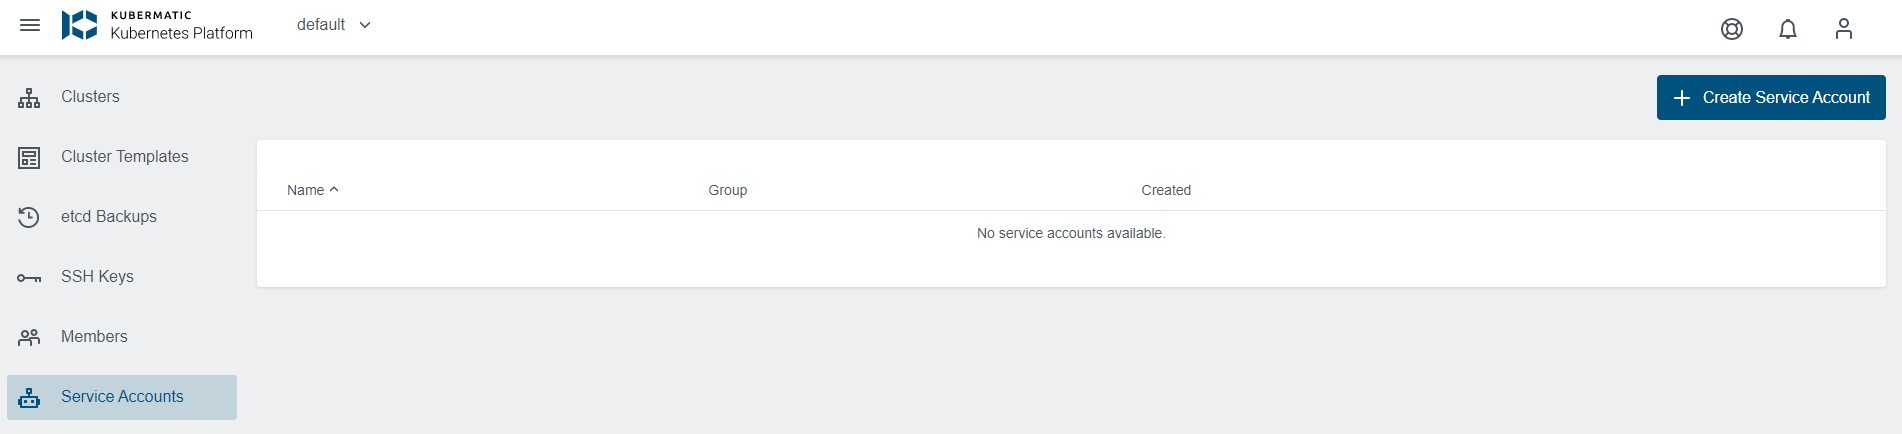 KUBERMATIC
Kubernetes Platform
default
Clusters
Create Service Account
Cluster Templates
Name Group Created
etcd Backups
No service accounts available.
SSH Keys
Members
Service Accounts